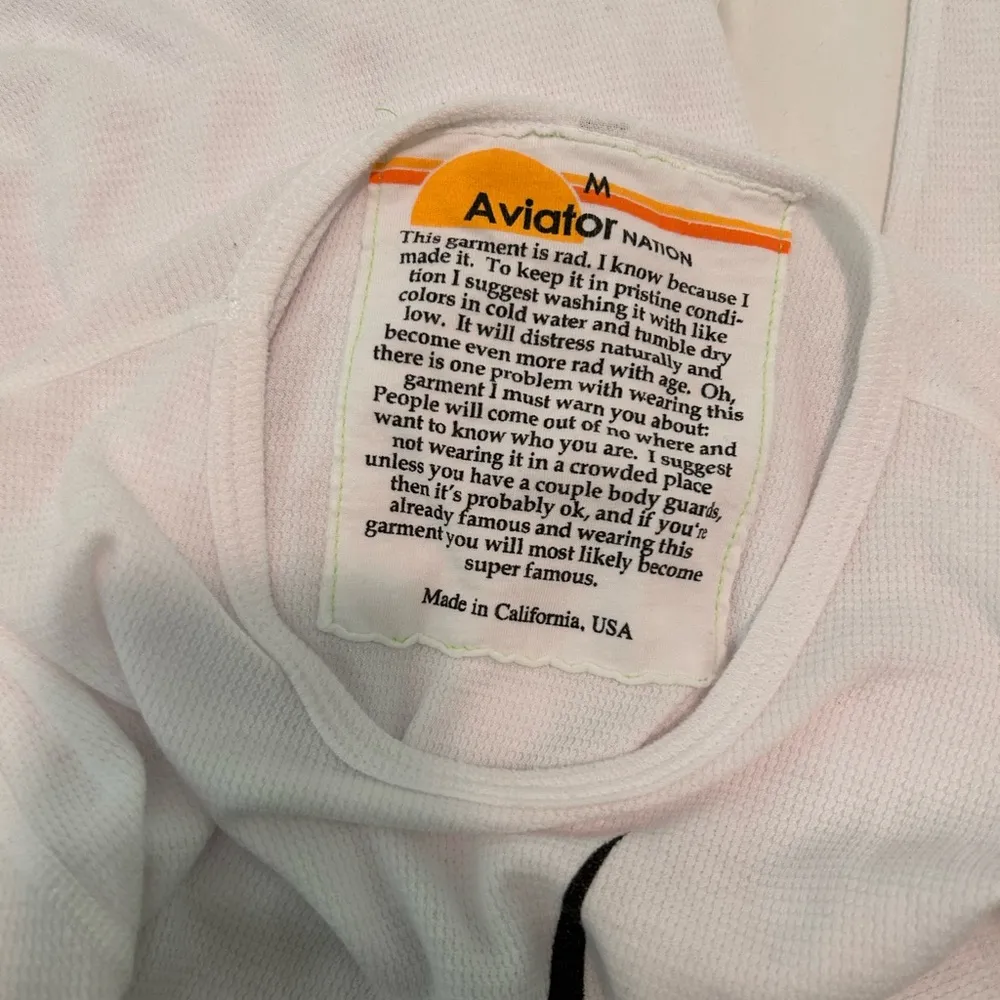 M
Aviator NATION
This garment is rad. I know because I
made it. To keep it in pristine condi-
tion I suggest washing it with like
colors in cold water and tumble dry
low. It will distress naturally and
become even more rad with age. Oh,
there is one problem with wearing this
garment I must warn you about:
People will come out of no where and
want to know who you are. I suggest
not wearing it in a crowded place
unless you have a couple body guards,
then it's probably ok, and if you're
already famous and wearing this
garment you will most likely become
super famous.
Made in California, USA